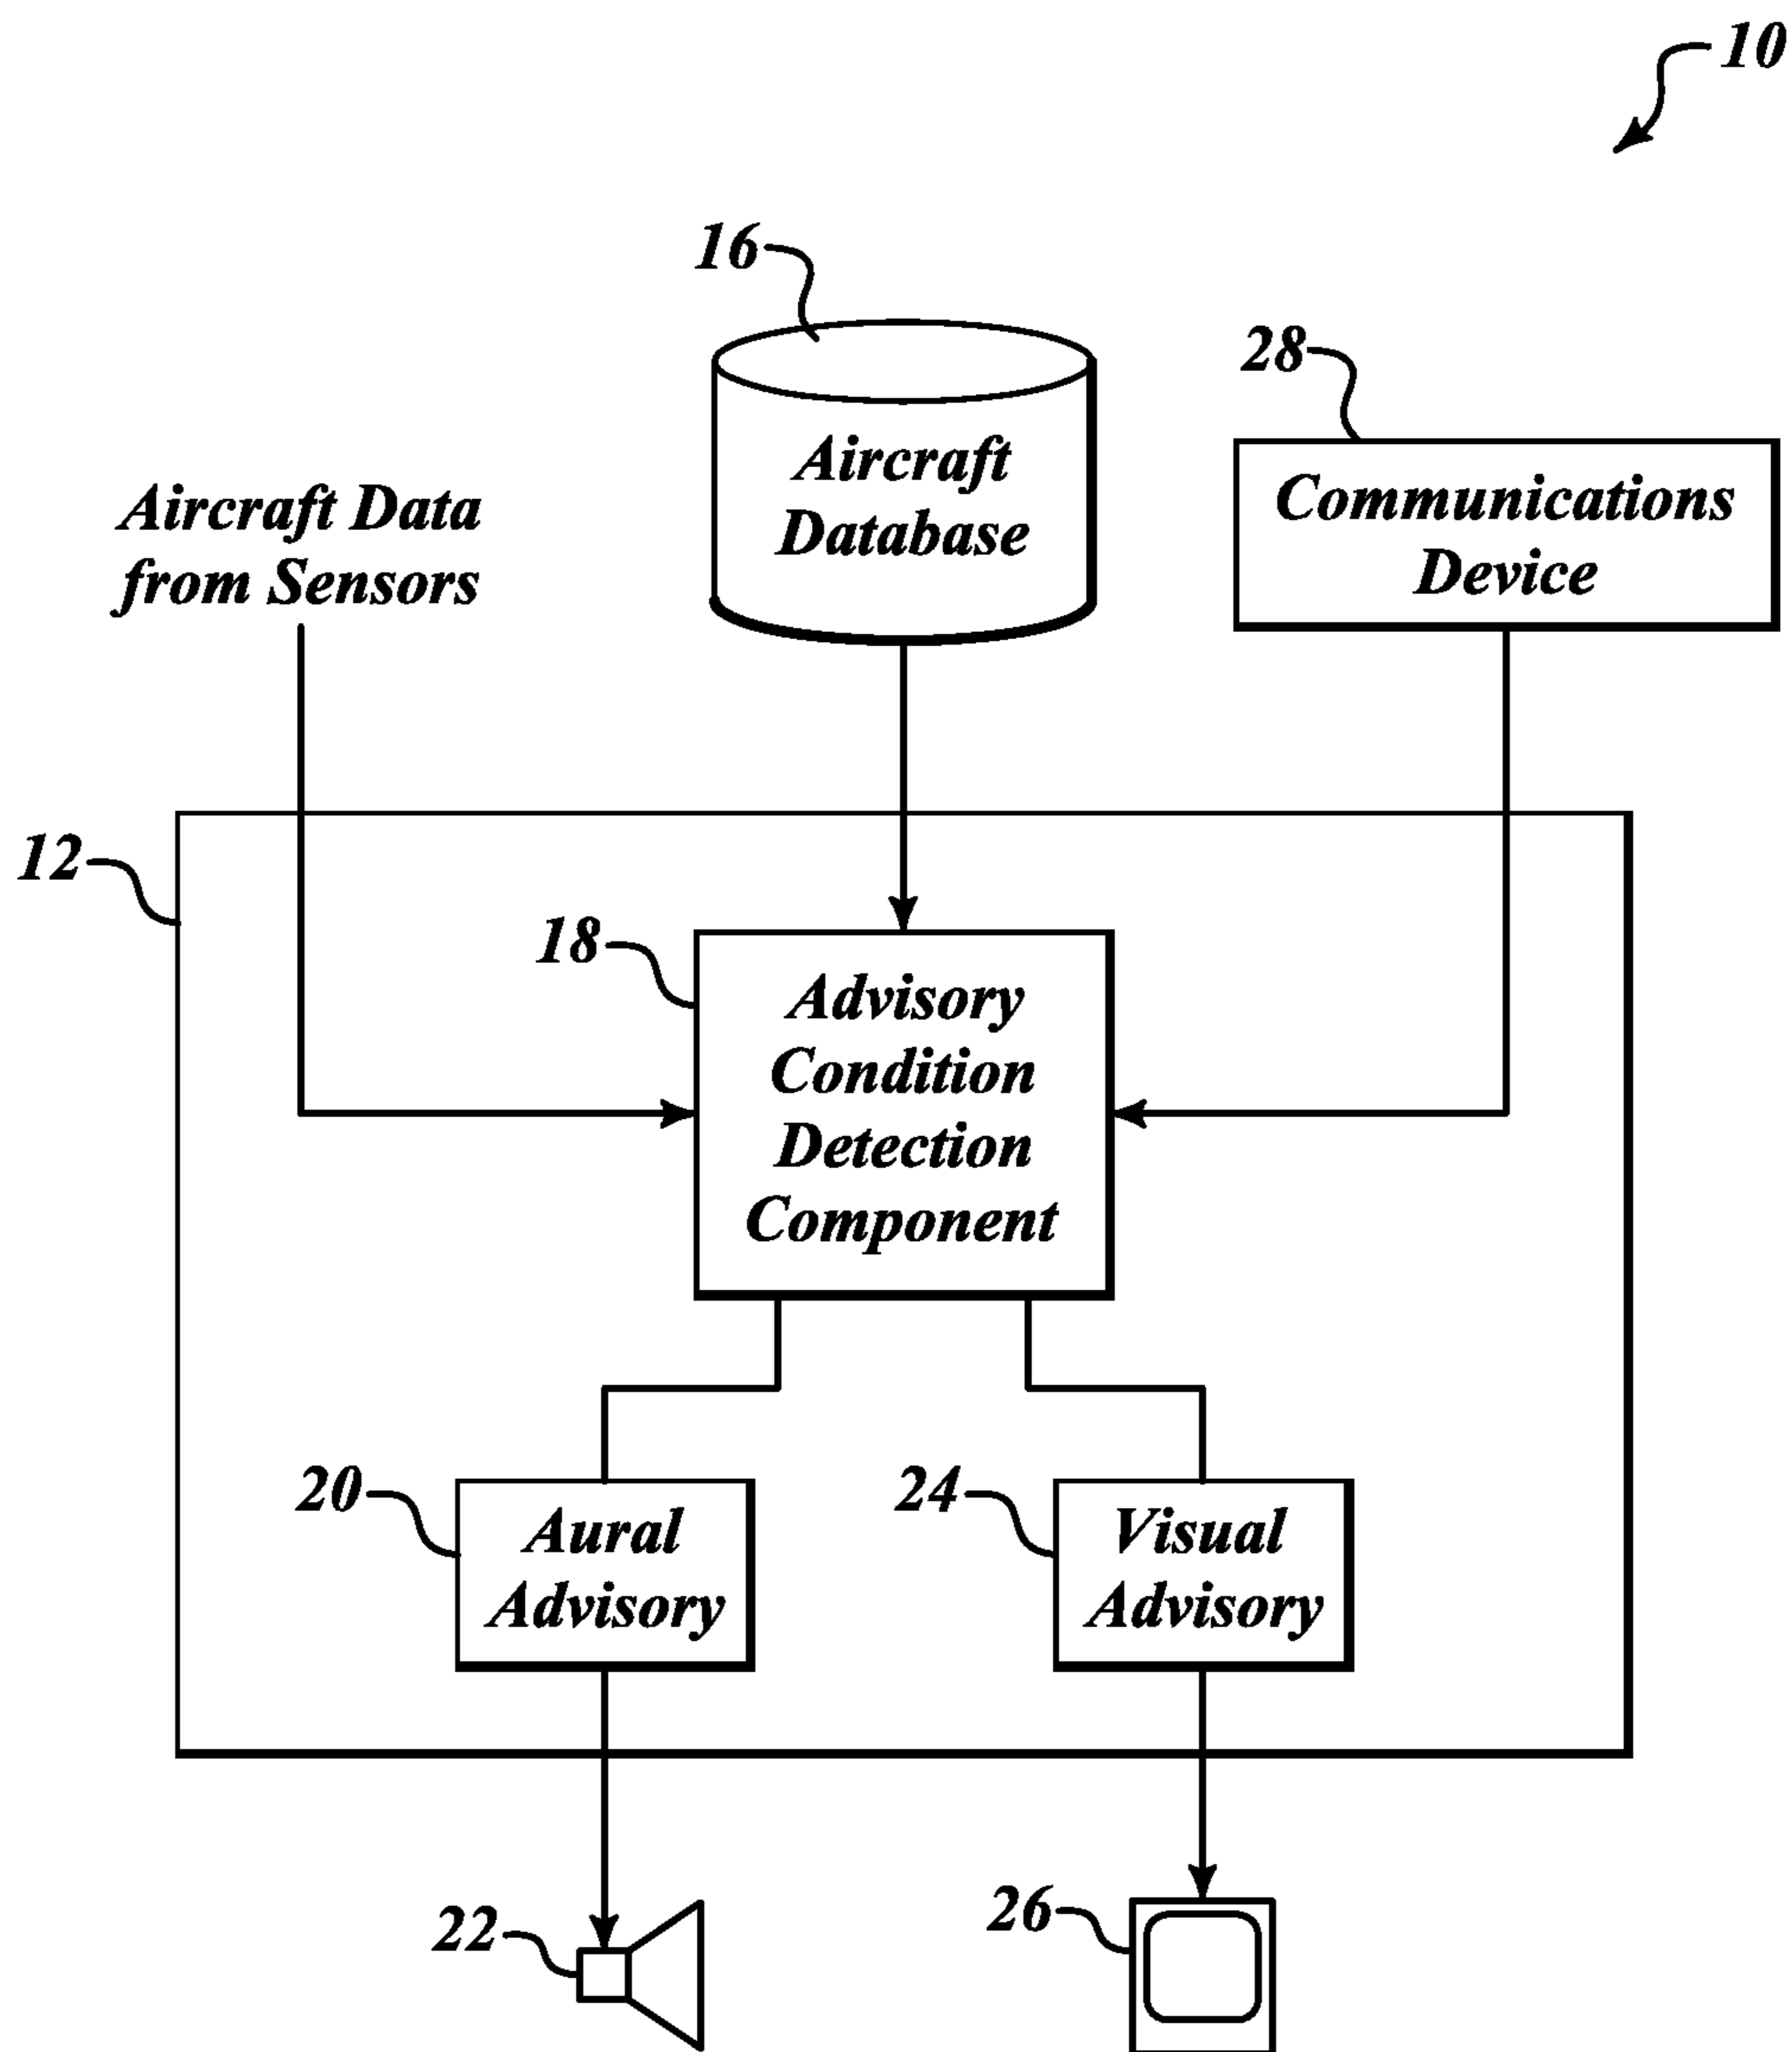 10
16
28
Aircraft Data
from Sensors
Aircraft
Database
Communications
Device
12
18
Advisory
Condition
Detection
Component
20
Aural
Advisory
24
Visual
Advisory
22
26